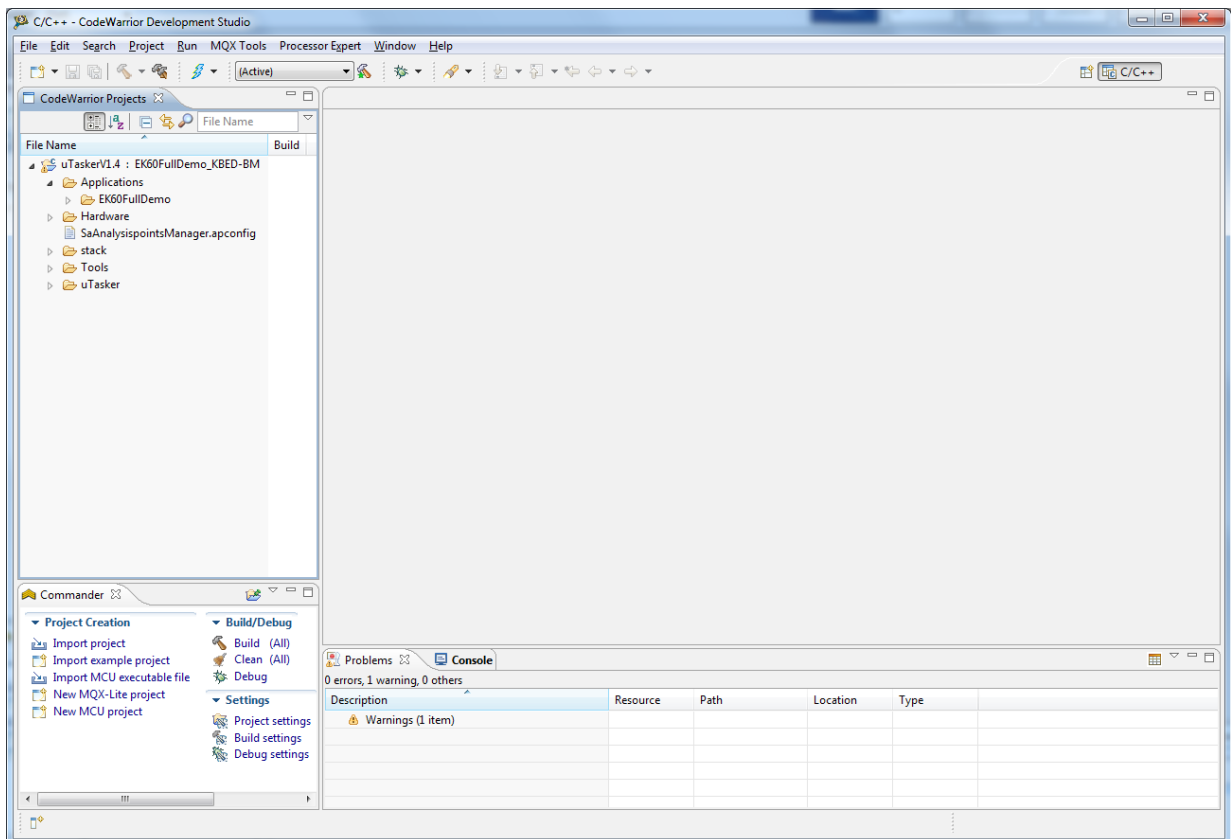 C/C++ - CodeWarrior Development Studio
File Edit Search Project Run MQX Tools Processor Expert Window Help
(Active)
C/C++
CodeWarrior Projects
File Name
File Name Build
uTaskerV1.4 : EK60FullDemo_KBED-BM
Applications
EK60FullDemo
Hardware
SaAnalysispointsManager.apconfig
stack
Tools
uTasker
Commander
Project Creation
Import project
Import example project
Import MCU executable file
New MQX-Lite project
New MCU project
Build/Debug
Build (All)
Clean (All)
Debug
Settings
Project settings
Build settings
Debug settings
Problems Console
0 errors, 1 warning, 0 others
Description Resource Path Location Type
Warnings (1 item)